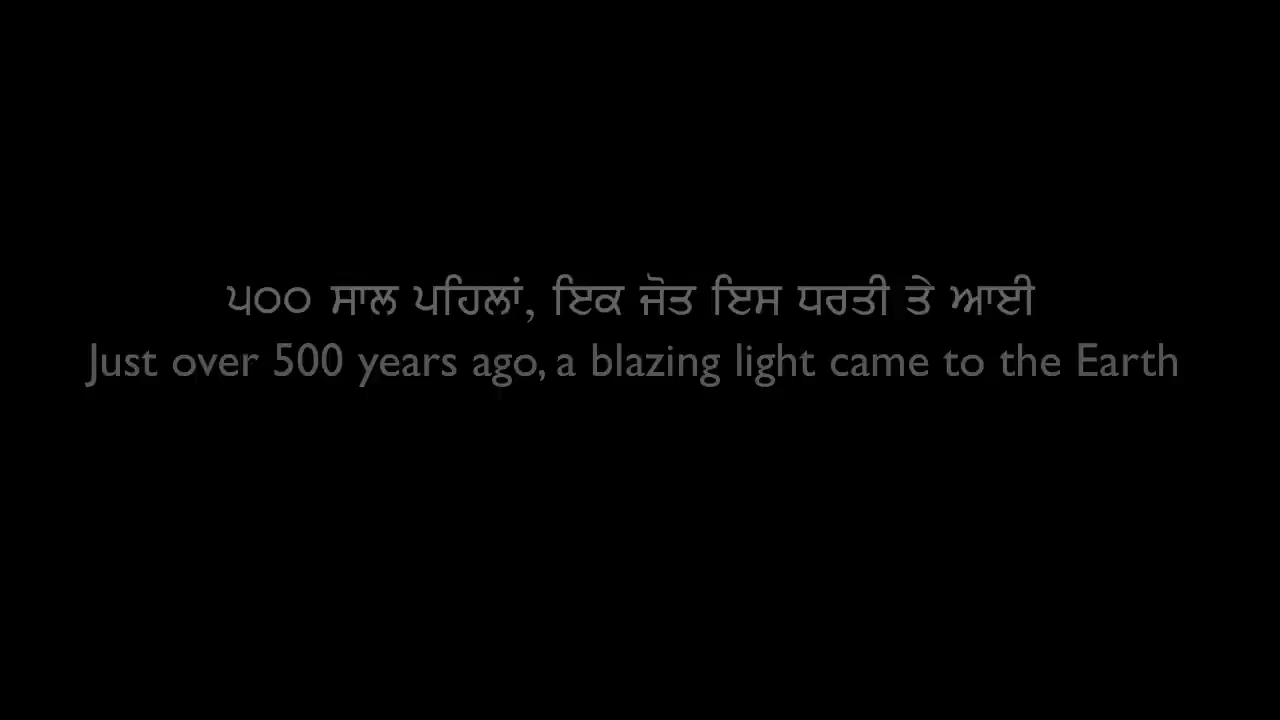 ੫੦੦ ਸਾਲ ਪਹਿਲਾਂ, ਇਕ ਜੋਤ ਇਸ ਧਰਤੀ ਤੇ ਆਈ
Just over 500 years ago, a blazing light came to the Earth